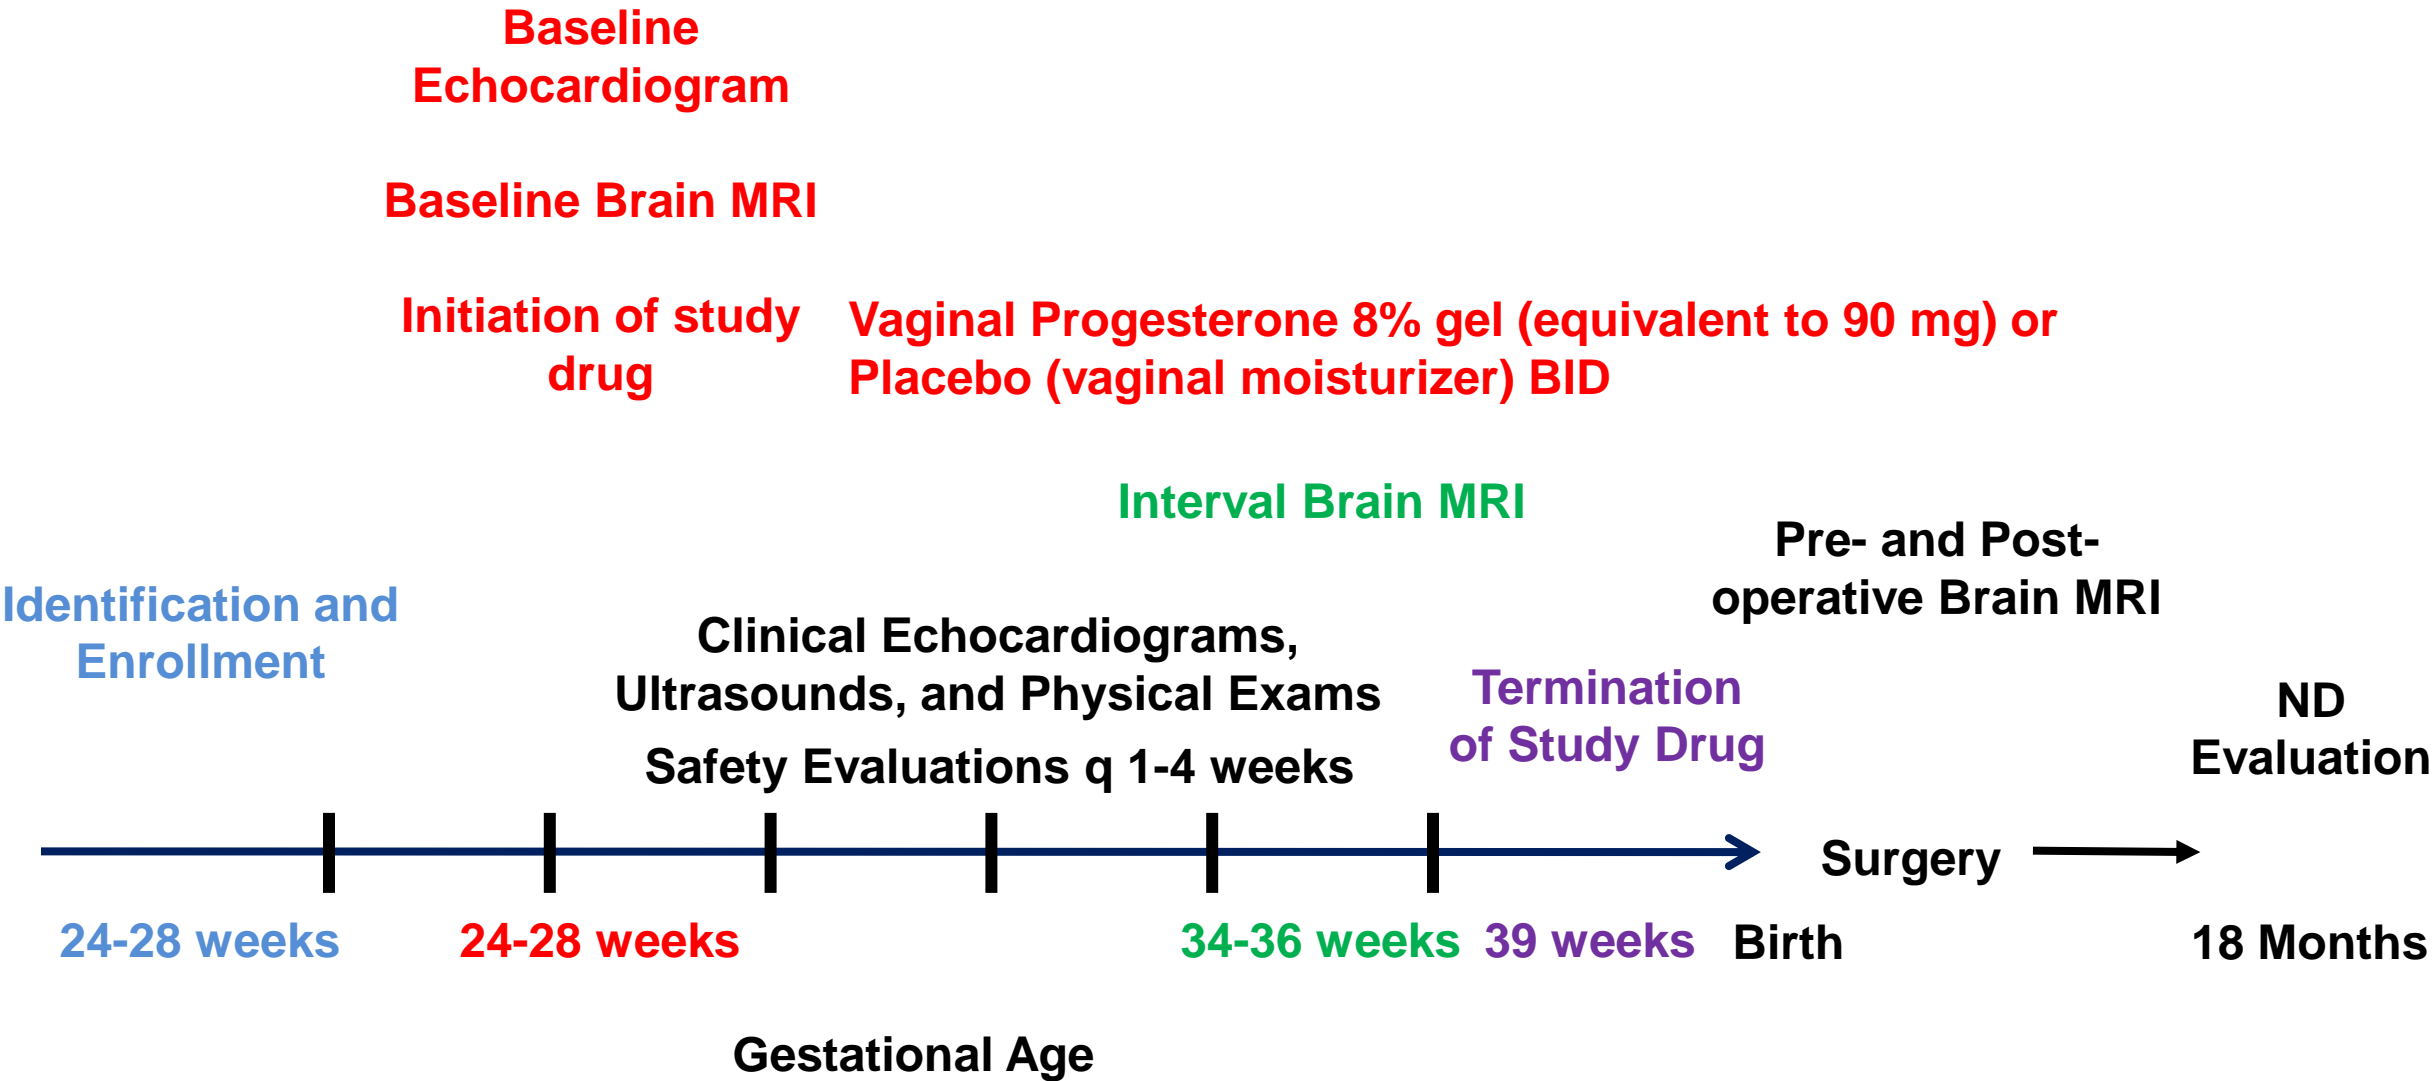 Baseline
Echocardiogram
Baseline Brain MRI
Initiation of study
drug
Vaginal Progesterone 8% gel (equivalent to 90 mg) or
Placebo (vaginal moisturizer) BID
Interval Brain MRI
Pre- and Post-
operative Brain MRI
Identification and
Enrollment
Clinical Echocardiograms,
Ultrasounds, and Physical Exams
Safety Evaluations q 1-4 weeks
Termination
of Study Drug
ND
Evaluation
Surgery
24-28 weeks
24-28 weeks
34-36 weeks
39 weeks
Birth
18 Months
Gestational Age